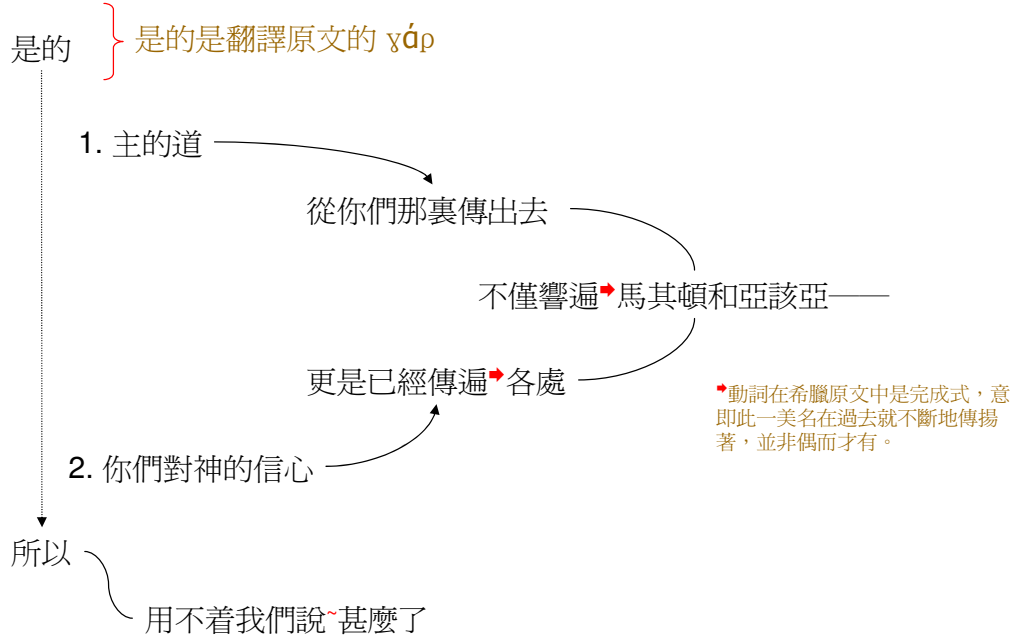 是的
是的是翻譯原文的 γάρ
1. 主的道
從你們那裏傳出去
不僅響遍➡馬其頓和亞該亞——
更是已經傳遍➡各處
➡動詞在希臘原文中是完成式，意
即此一美名在過去就不斷地傳揚
著，並非偶而才有。
2. 你們對神的信心
所以
用不着我們說~甚麼了